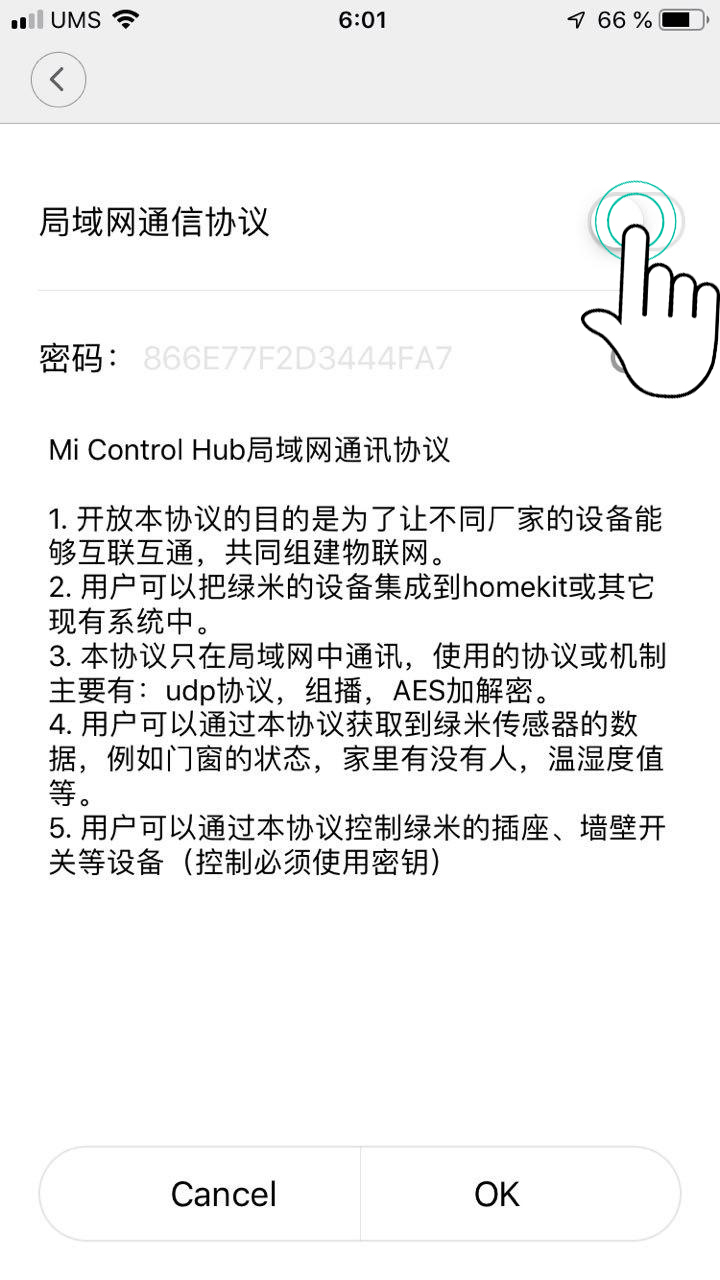 UMS 6:01 66 %
局域网通信协议
密码： 866E77F2D3444FA7
Mi Control Hub局域网通讯协议
1. 开放本协议的目的是为了让不同厂家的设备能
够互联互通，共同组建物联网。
2. 用户可以把绿米的设备集成到homekit或其它
现有系统中。
3. 本协议只在局域网中通讯，使用的协议或机制
主要有：udp协议，组播，AES加解密。
4. 用户可以通过本协议获取到绿米传感器的数
据，例如门窗的状态，家里有没有人，温湿度值
等。
5. 用户可以通过本协议控制绿米的插座、墙壁开
关等设备（控制必须使用密钥）
Cancel OK